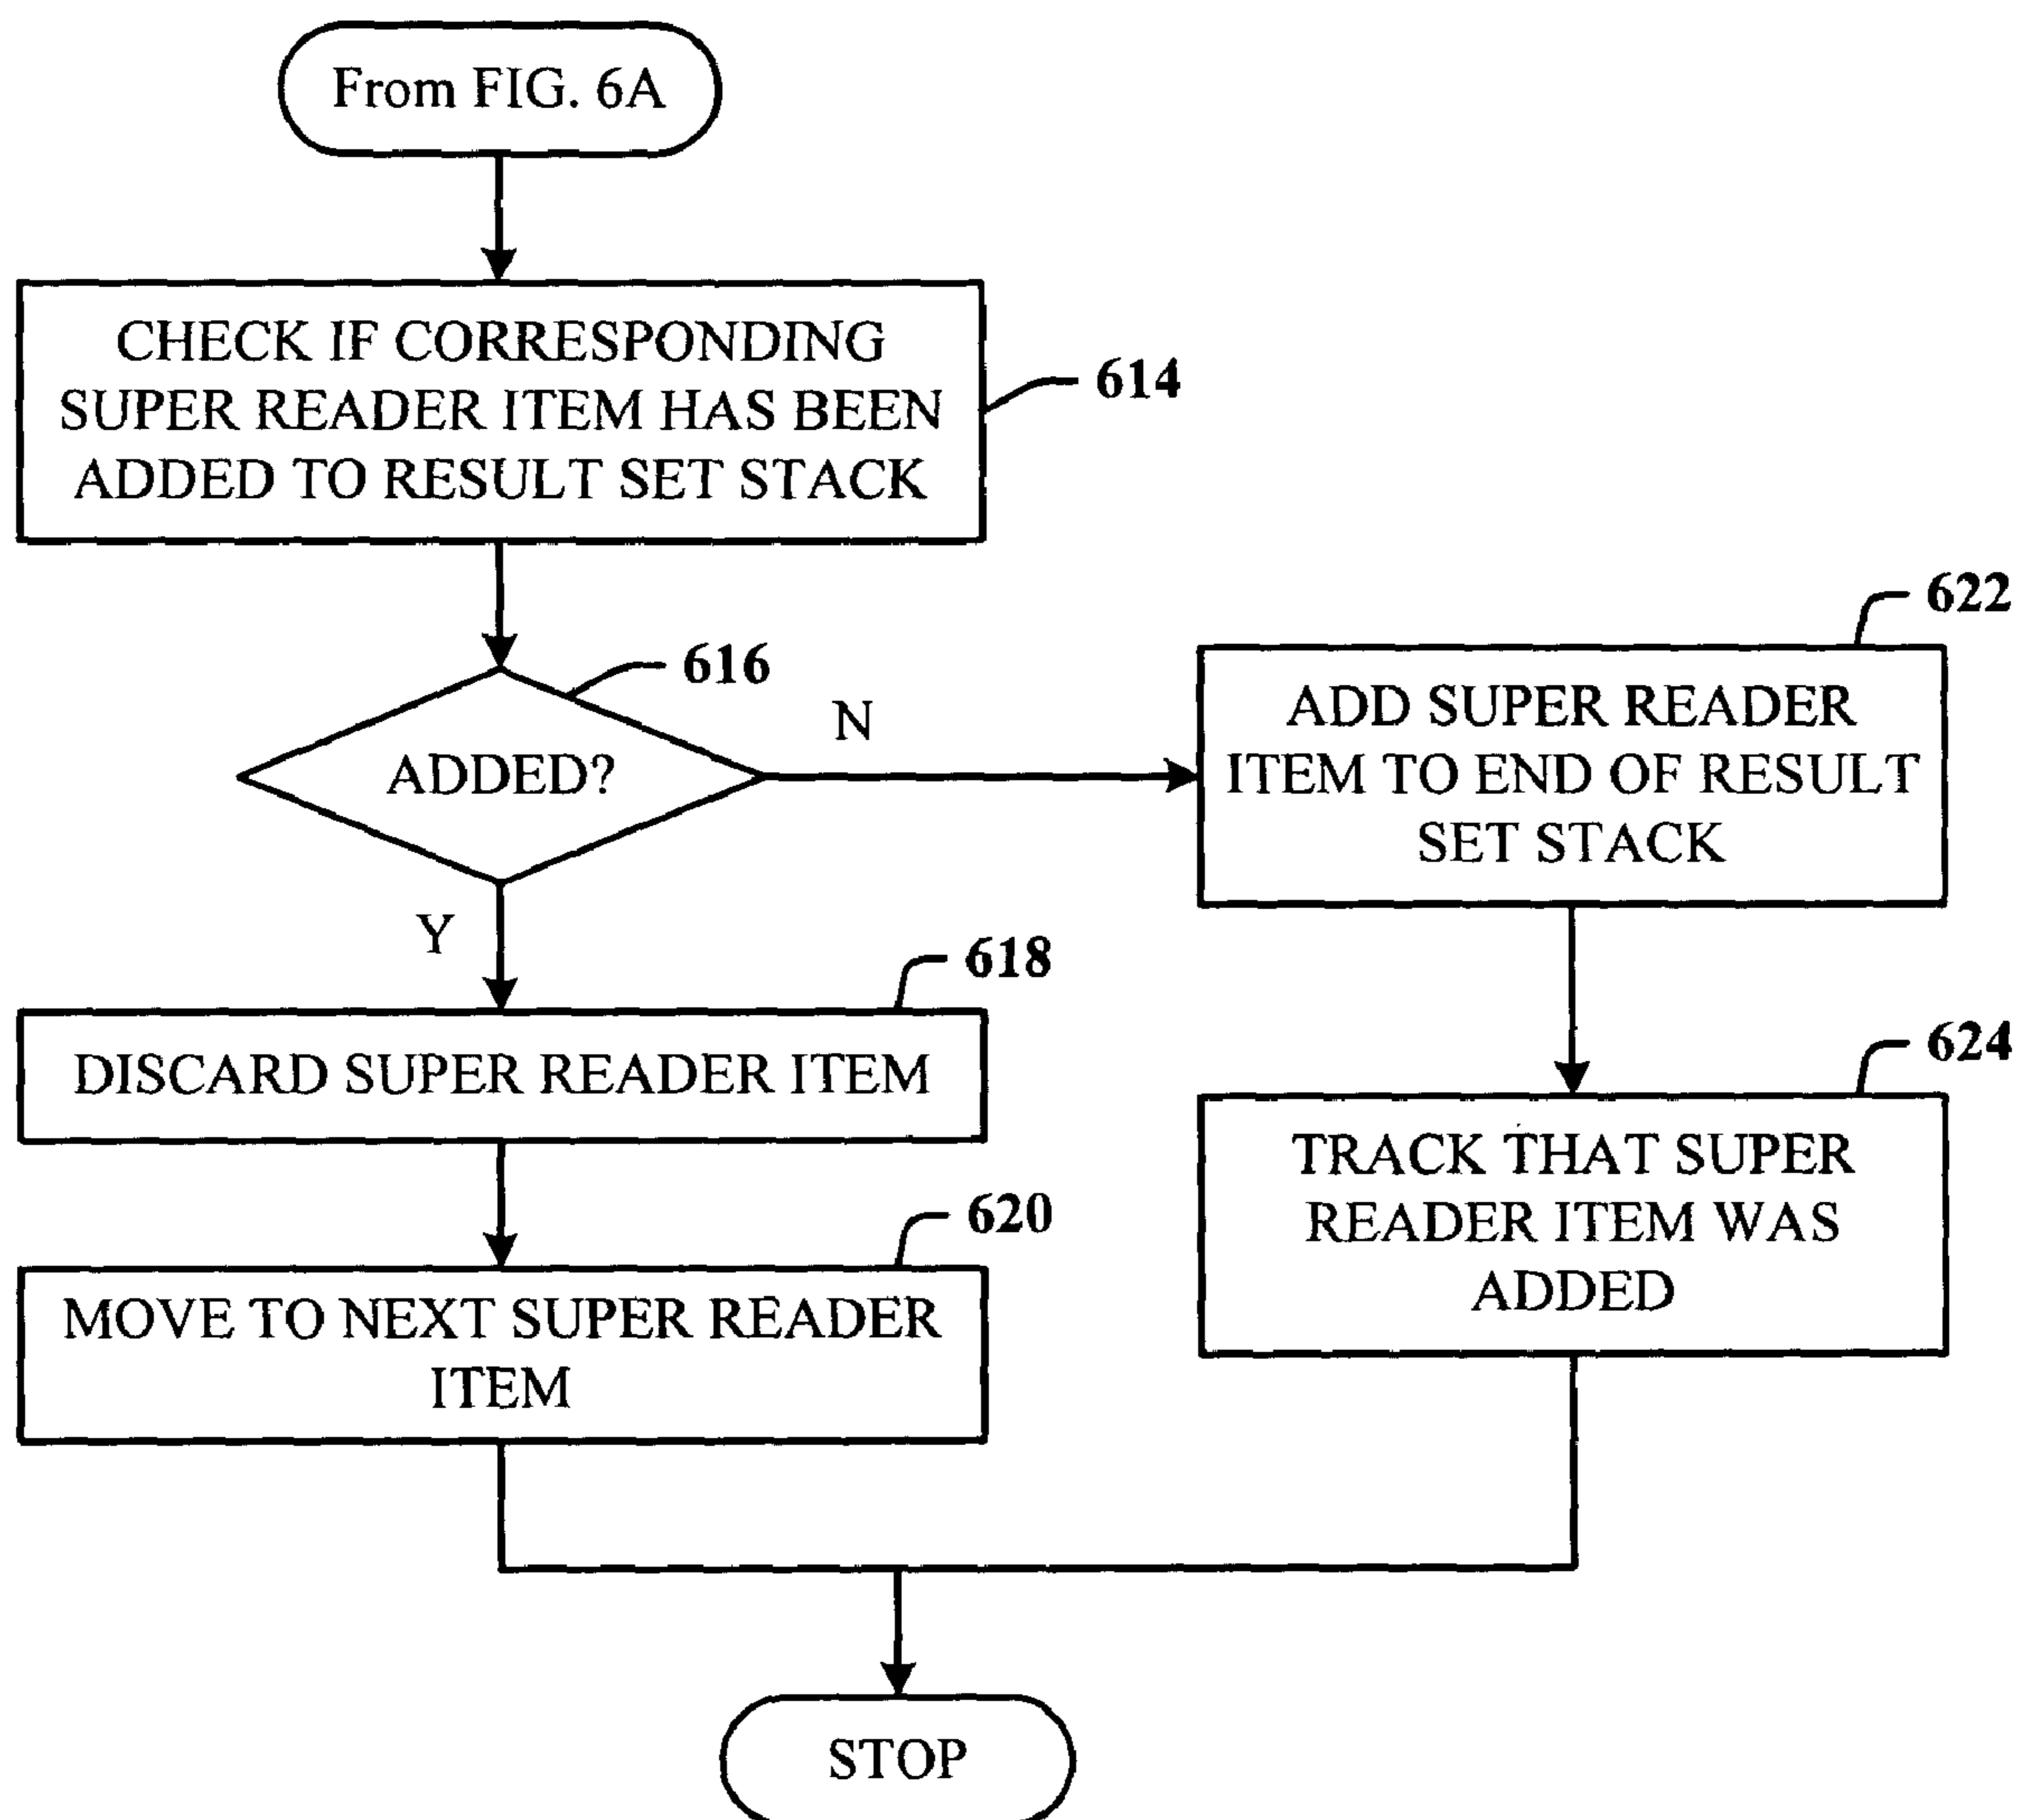 From FIG. 6A
CHECK IF CORRESPONDING
SUPER READER ITEM HAS BEEN
ADDED TO RESULT SET STACK
614
616
ADDED?
N
Y
622
ADD SUPER READER
ITEM TO END OF RESULT
SET STACK
618
DISCARD SUPER READER ITEM
624
TRACK THAT SUPER
READER ITEM WAS
ADDED
620
MOVE TO NEXT SUPER READER
ITEM
STOP